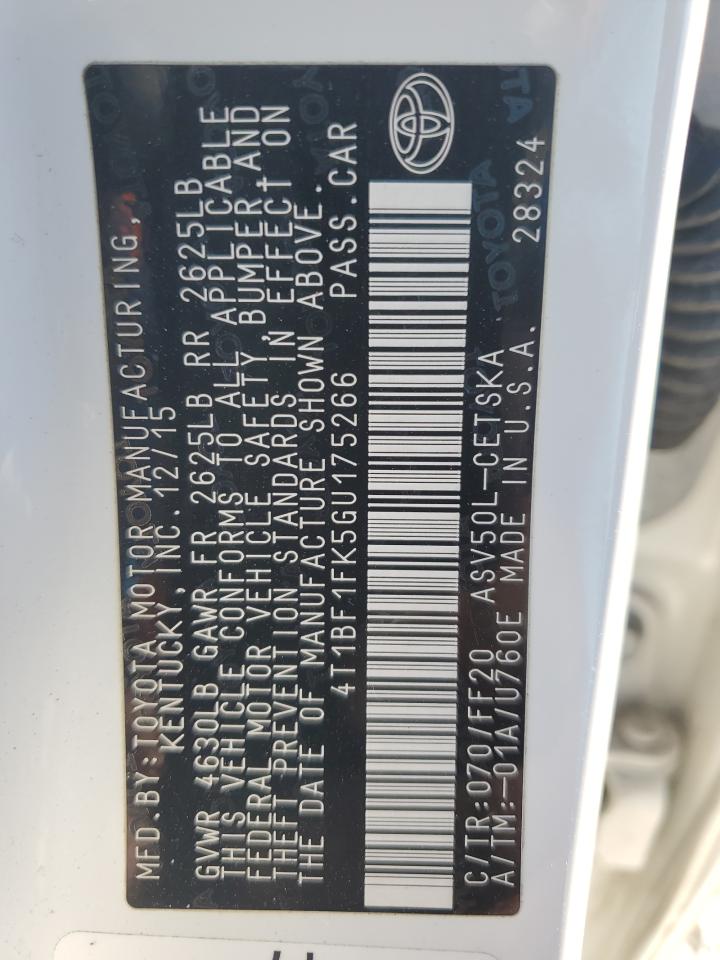 MFD.BY:TOYOTA MOTOR MANUFACTURING,
KENTUCKY, INC.12/15
GVWR 4630LB GAWR FR 2625LB RR 2625LB
THIS VEHICLE CONFORMS TO ALL APPLICABLE
FEDERAL MOTOR VEHICLE SAFETY, BUMPER AND
THEFT PREVENTION STANDARDS IN EFFECT ON
THE DATE OF MANUFACTURE SHOWN ABOVE.
4T1BF1FK5GU175266 PASS.CAR
C/TR:070/FF20 ASV50L-CETSKA
A/TM:-01A/U760E MADE IN U.S.A.
28324
TOYOTA